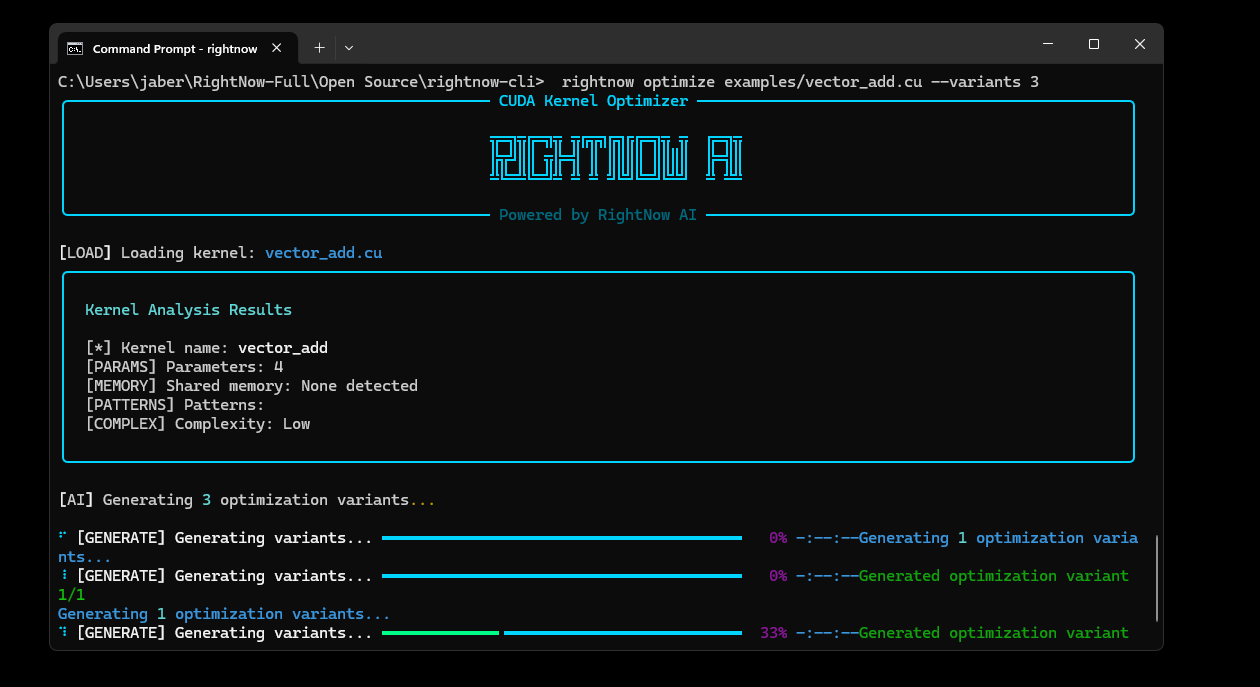 Command Prompt - rightnow
C:\Users\jaber\RightNow-Full\Open Source\rightnow-cli>  rightnow optimize examples/vector_add.cu --variants 3
CUDA Kernel Optimizer
RIGHTNOW AI
Powered by RightNow AI
[LOAD] Loading kernel: vector_add.cu
Kernel Analysis Results
[*] Kernel name: vector_add
[PARAMS] Parameters: 4
[MEMORY] Shared memory: None detected
[PATTERNS] Patterns:
[COMPLEX] Complexity: Low
[AI] Generating 3 optimization variants...
[GENERATE] Generating variants... 0% -:--:--Generating 1 optimization varia
nts...
[GENERATE] Generating variants... 0% -:--:--Generated optimization variant
1/1
Generating 1 optimization variants...
[GENERATE] Generating variants... 33% -:--:--Generated optimization variant